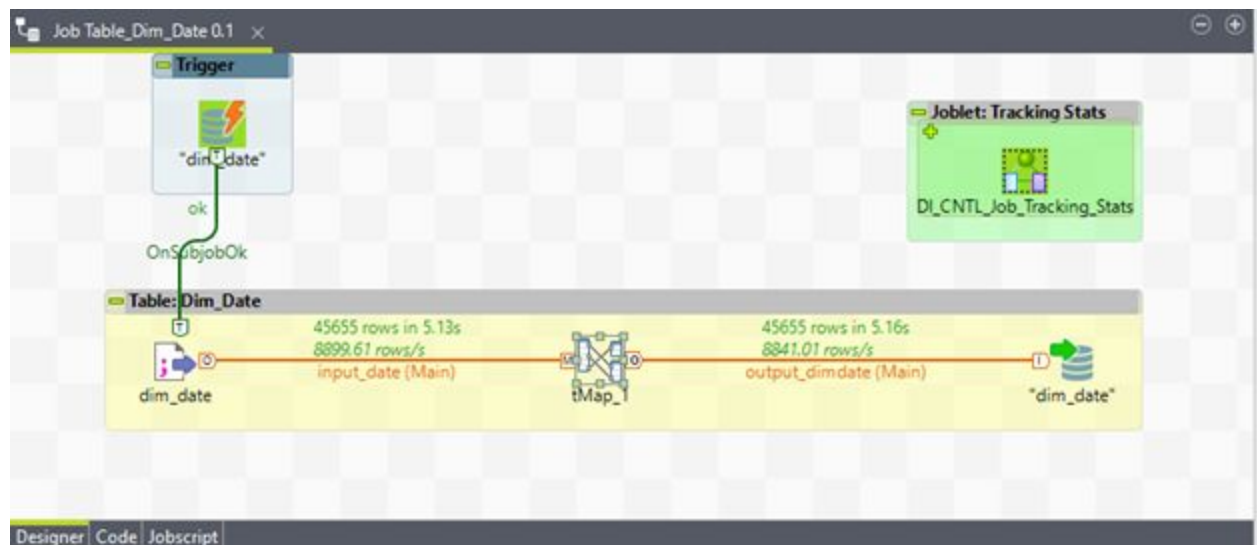 Job Table_Dim_Date 0.1
Trigger
"dim_date"
ok
OnSubjobOk
Joblet: Tracking Stats
DI_CNTL_Job_Tracking_Stats
Table: Dim_Date
T
45655 rows in 5.13s
8899.61 rows/s
input_date (Main)
45655 rows in 5.16s
8841.01 rows/s
output_dimdate (Main)
O
M
O
I
dim_date
tMap_1
"dim_date"
Designer
Code
Jobscript